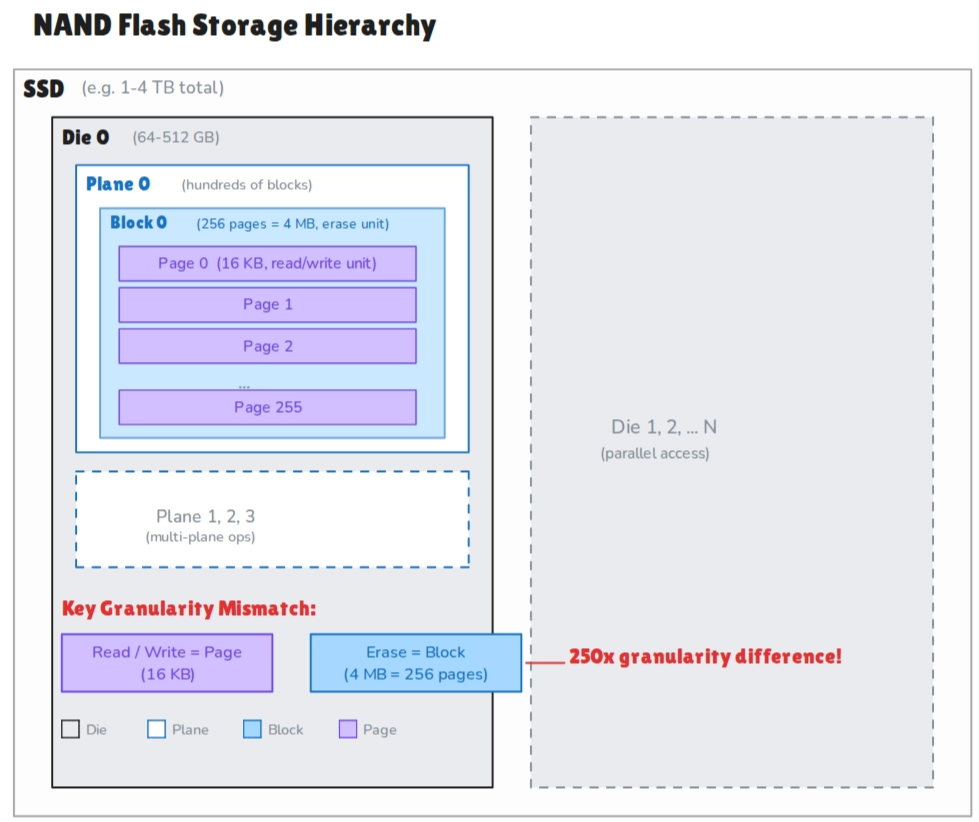 NAND Flash Storage Hierarchy
SSD (e.g. 1-4 TB total)
Die 0 (64-512 GB)
Plane 0 (hundreds of blocks)
Block 0 (256 pages = 4 MB, erase unit)
Page 0 (16 KB, read/write unit)
Page 1
Page 2
...
Page 255
Plane 1, 2, 3
(multi-plane ops)
Die 1, 2, ... N
(parallel access)
Key Granularity Mismatch:
Read / Write = Page
(16 KB)
Erase = Block
(4 MB = 256 pages)
250x granularity difference!
Die Plane Block Page